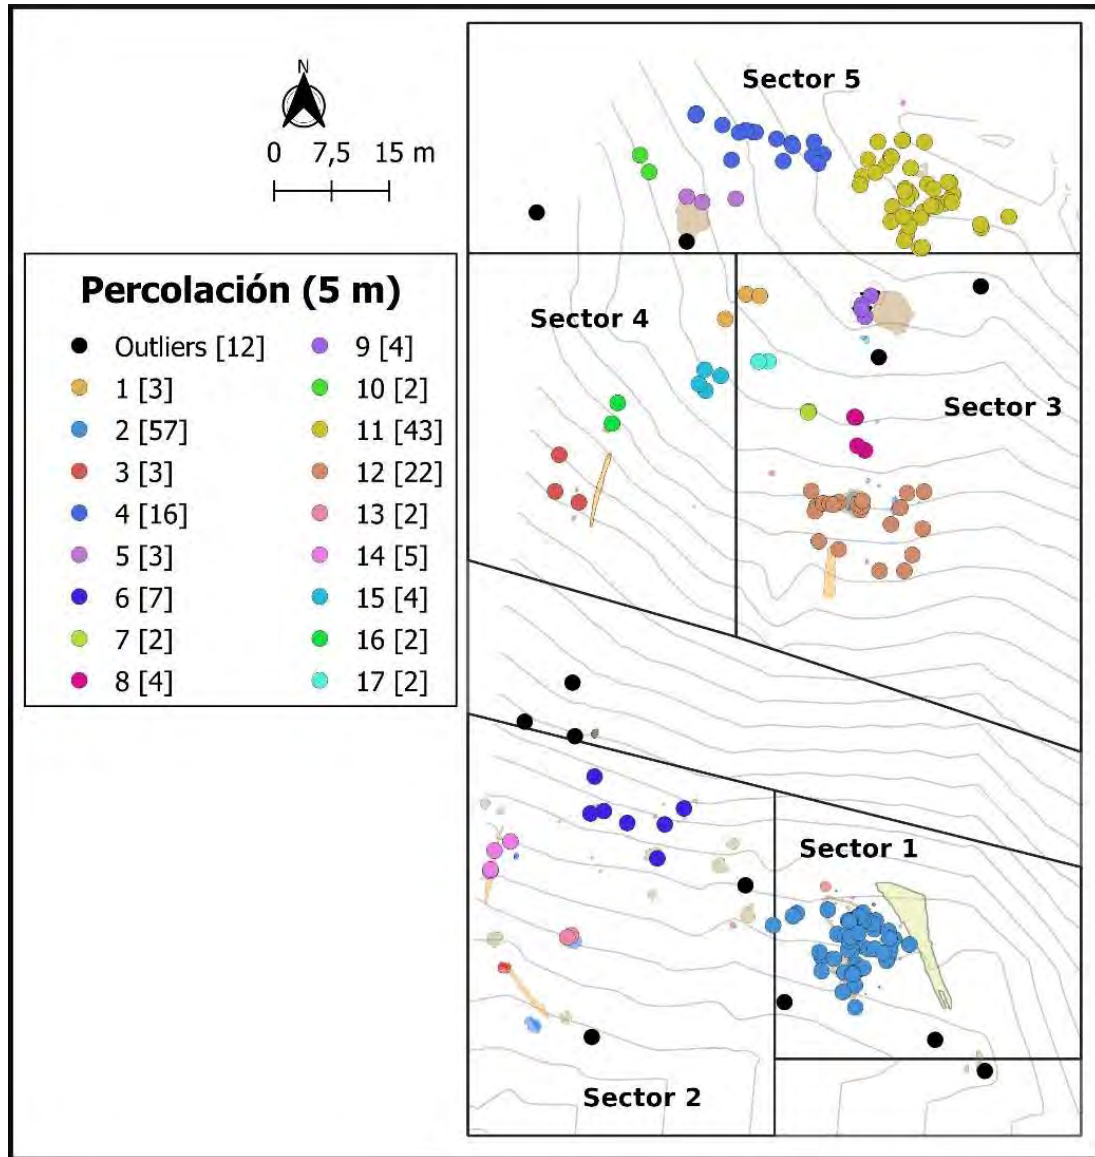 N
0 7,5 15 m
Sector 5
Percolación (5 m)
Outliers [12]
1 [3]
2 [57]
3 [3]
4 [16]
5 [3]
6 [7]
7 [2]
8 [4]
9 [4]
10 [2]
11 [43]
12 [22]
13 [2]
14 [5]
15 [4]
16 [2]
17 [2]
Sector 4
Sector 3
Sector 1
Sector 2